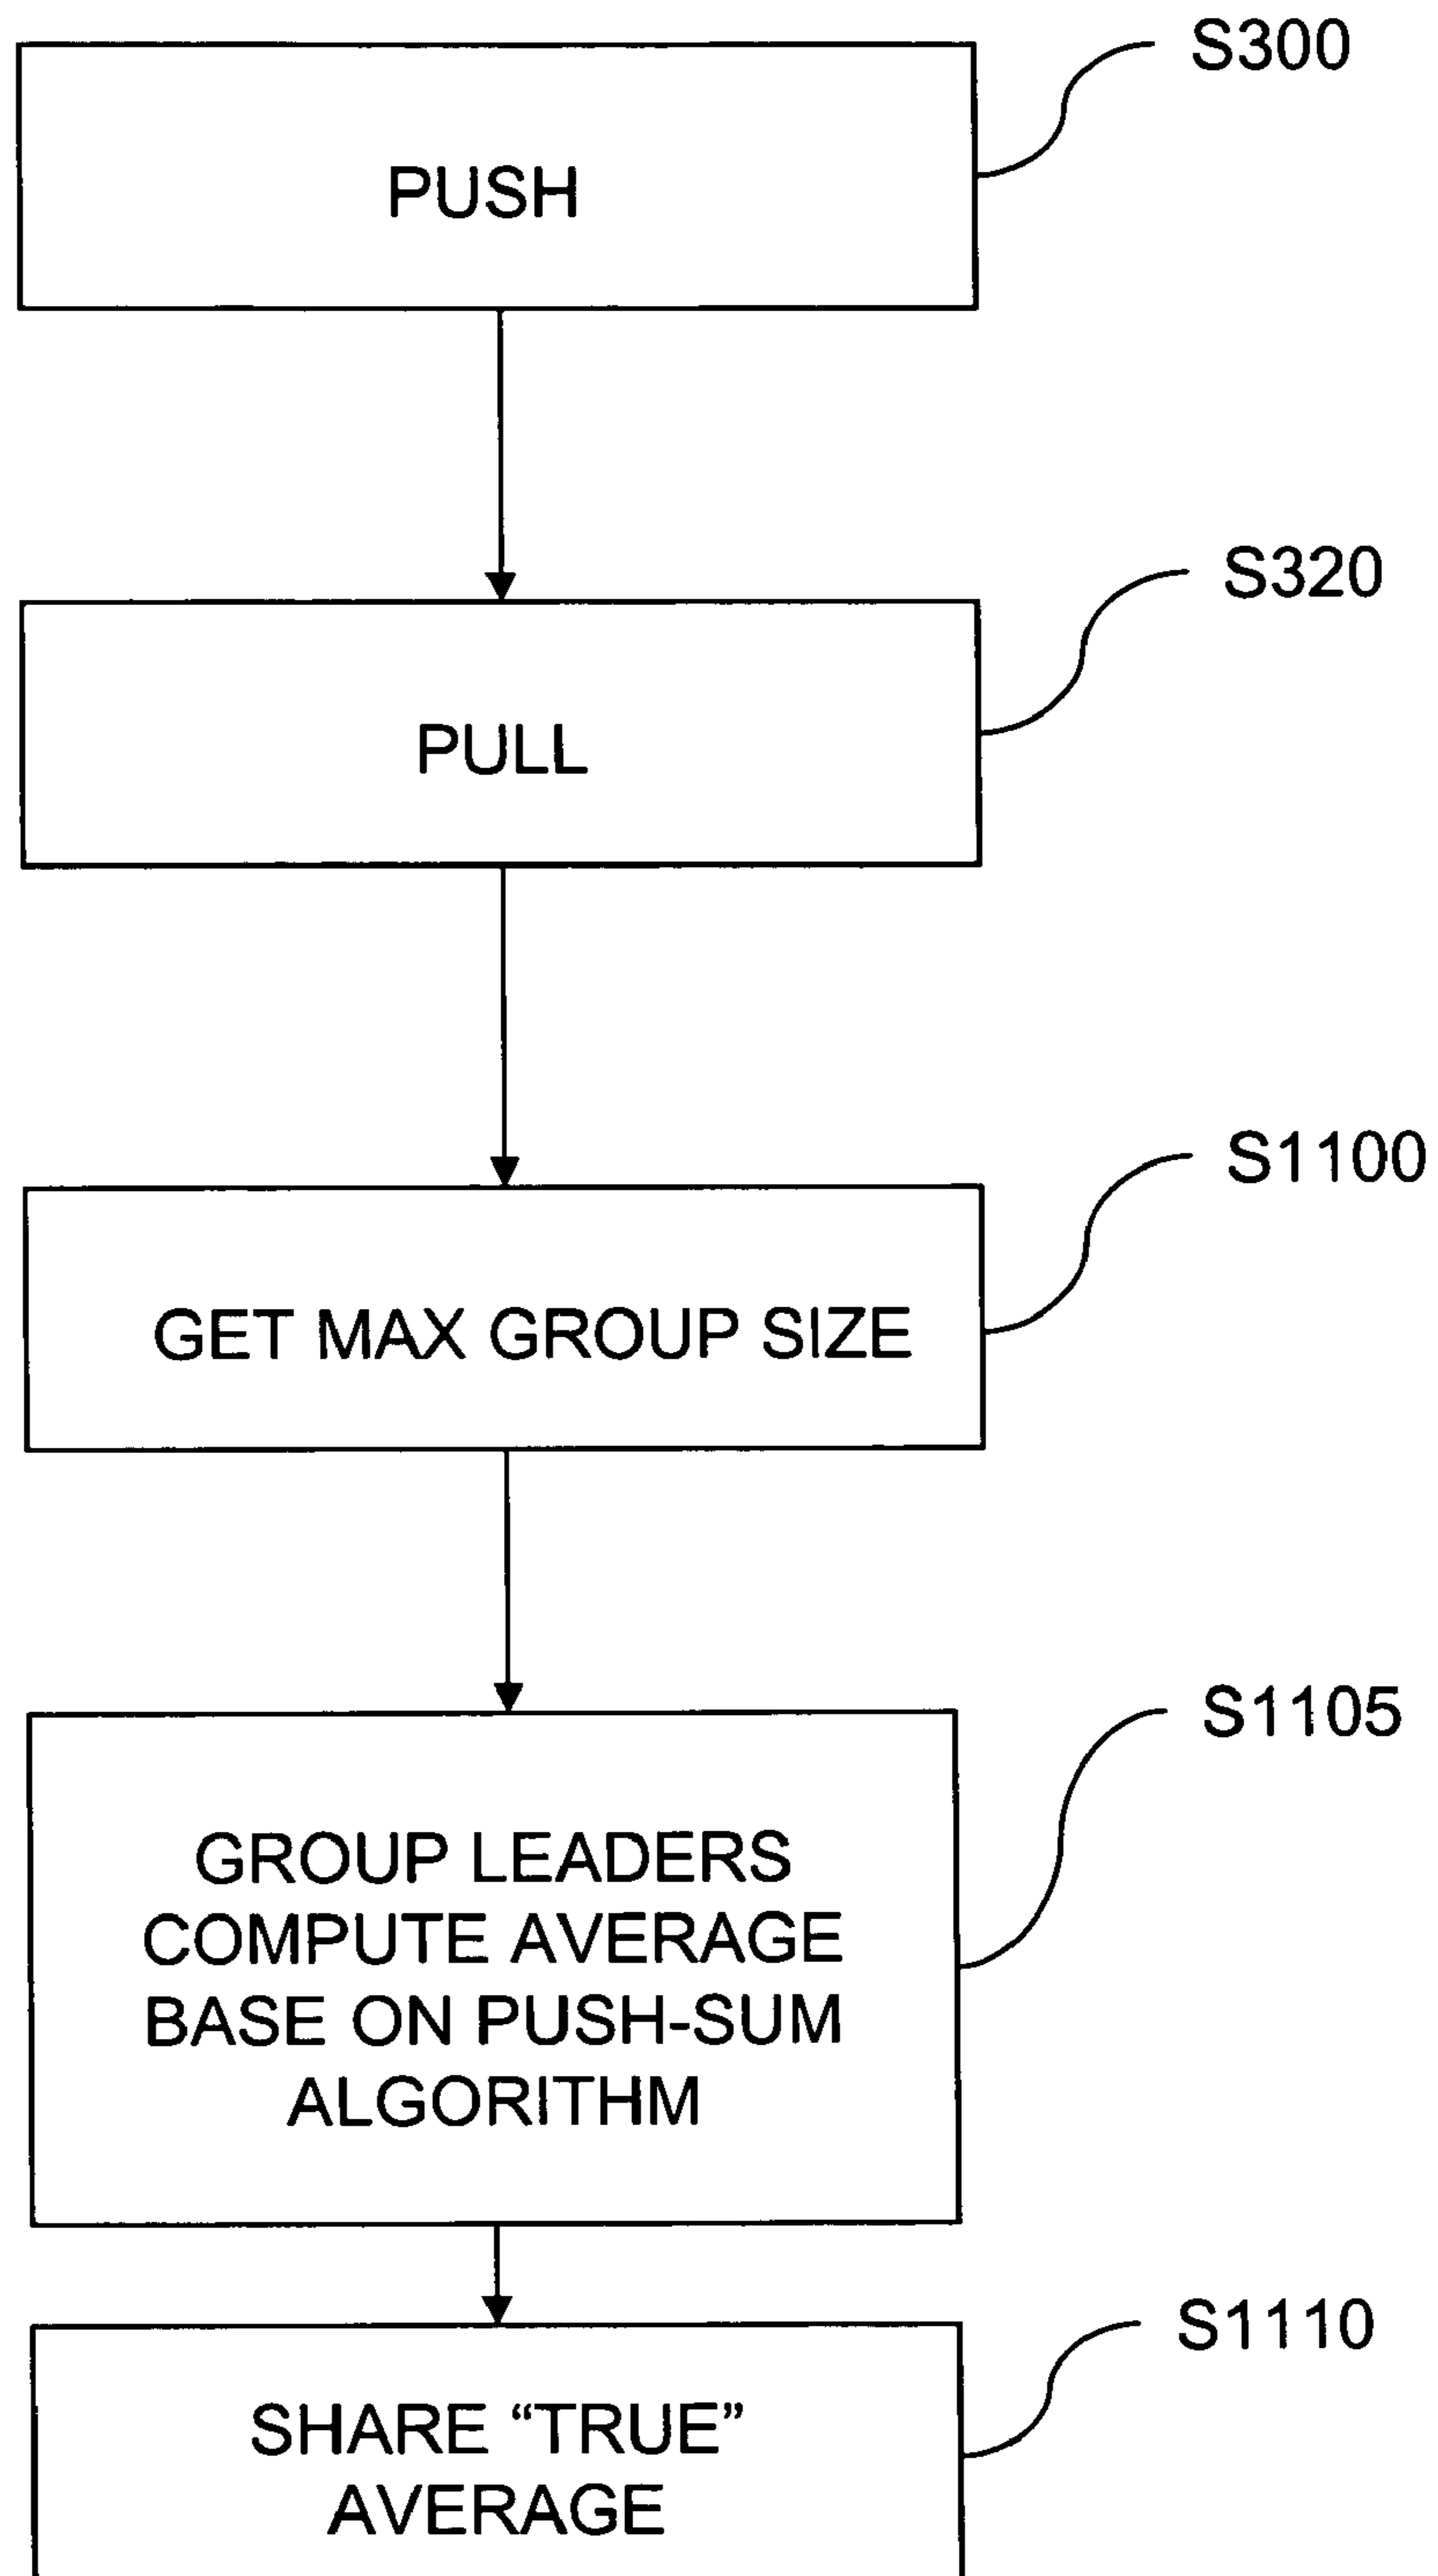 S300
PUSH
S320
PULL
S1100
GET MAX GROUP SIZE
S1105
GROUP LEADERS
COMPUTE AVERAGE
BASE ON PUSH-SUM
ALGORITHM
S1110
SHARE “TRUE”
AVERAGE